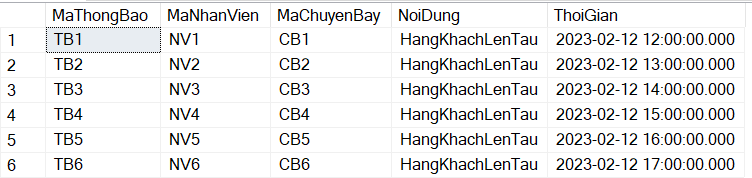 MaThongBao MaNhanVien MaChuyenBay NoiDung ThoiGian
1 TB1 NV1 CB1 HangKhachLenTau 2023-02-12 12:00:00.000
2 TB2 NV2 CB2 HangKhachLenTau 2023-02-12 13:00:00.000
3 TB3 NV3 CB3 HangKhachLenTau 2023-02-12 14:00:00.000
4 TB4 NV4 CB4 HangKhachLenTau 2023-02-12 15:00:00.000
5 TB5 NV5 CB5 HangKhachLenTau 2023-02-12 16:00:00.000
6 TB6 NV6 CB6 HangKhachLenTau 2023-02-12 17:00:00.000